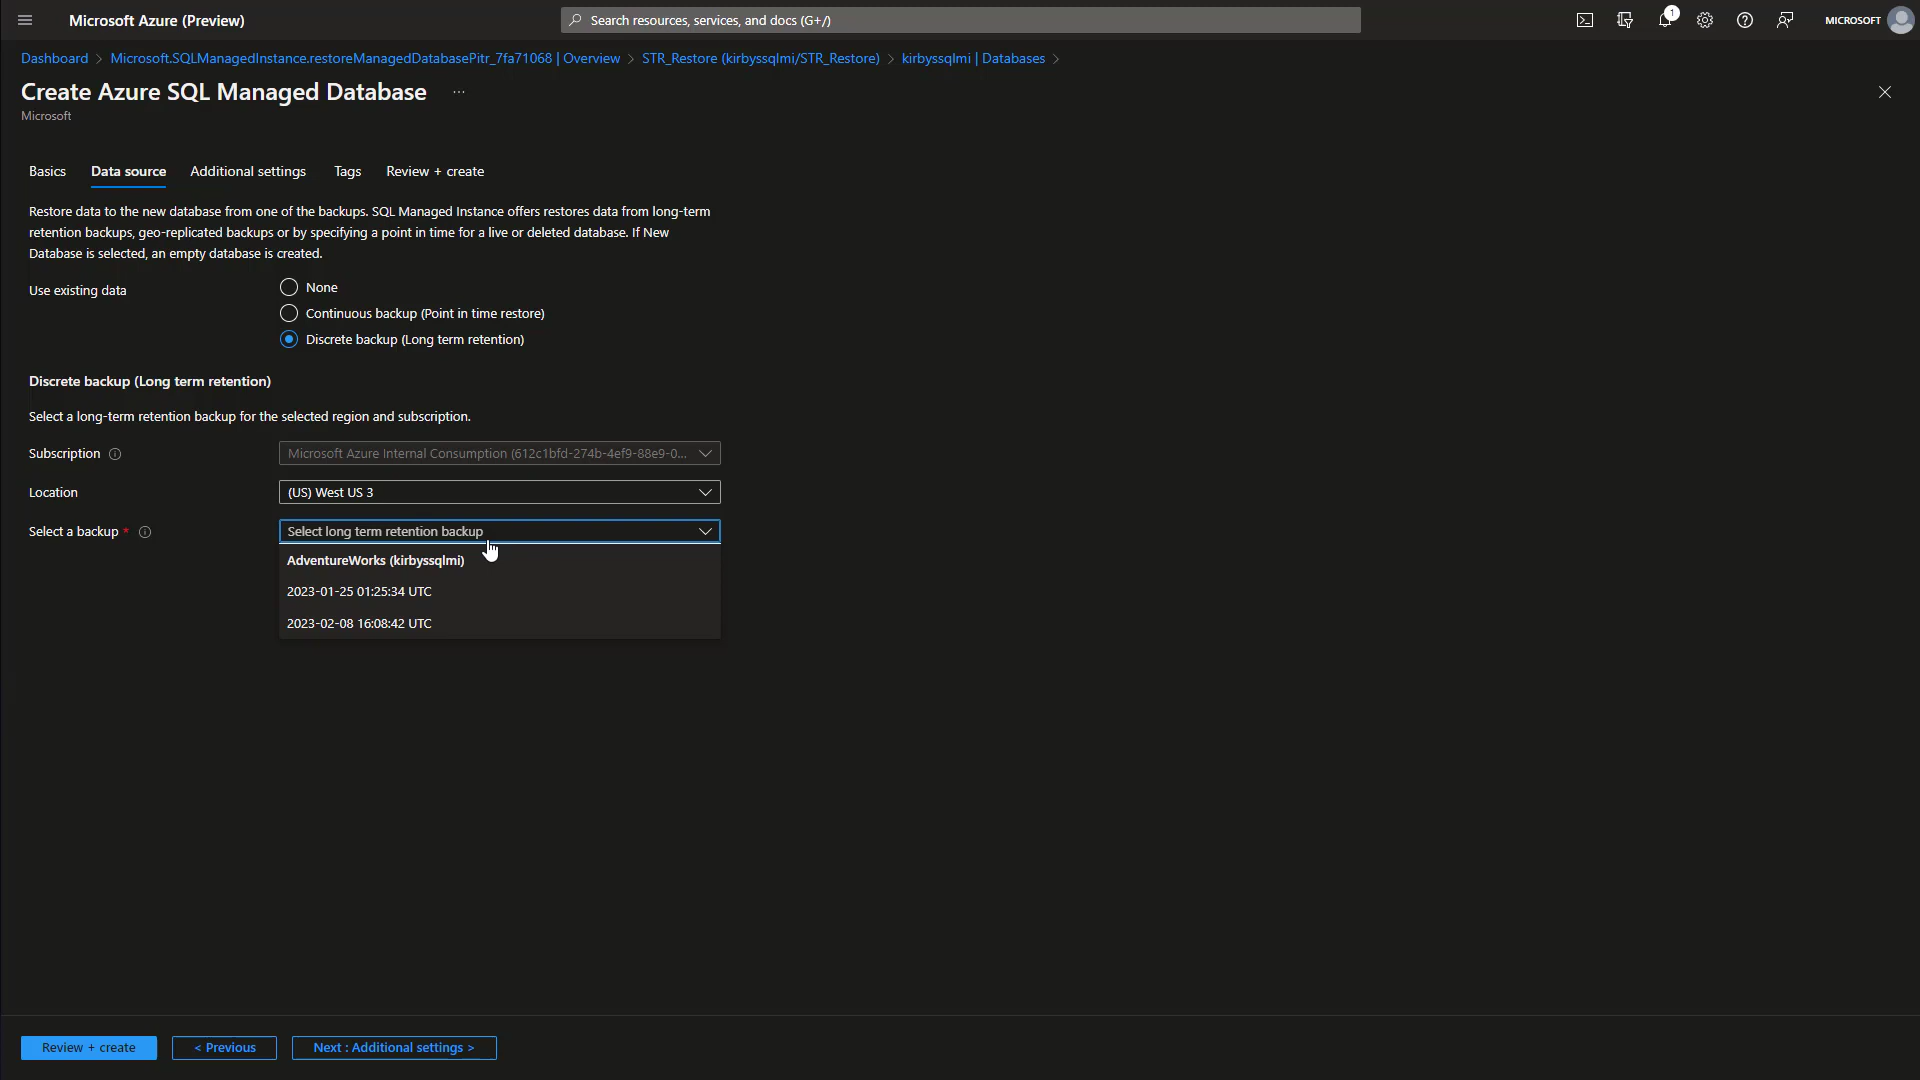 Microsoft Azure (Preview)
Search resources, services, and docs (G+/)
1
MICROSOFT
Dashboard > Microsoft.SQLManagedInstance.restoreManagedDatabasePitr_7fa71068 | Overview > STR_Restore (kirbyssqlmi/STR_Restore) > kirbyssqlmi | Databases >
Create Azure SQL Managed Database ...
Microsoft
Basics Data source Additional settings Tags Review + create
Restore data to the new database from one of the backups. SQL Managed Instance offers restores data from long-term
retention backups, geo-replicated backups or by specifying a point in time for a live or deleted database. If New
Database is selected, an empty database is created.
Use existing data
None
Continuous backup (Point in time restore)
Discrete backup (Long term retention)
Discrete backup (Long term retention)
Select a long-term retention backup for the selected region and subscription.
Subscription
Microsoft Azure Internal Consumption (612c1bfd-274b-4ef9-88e9-0...
Location
(US) West US 3
Select a backup *
Select long term retention backup
AdventureWorks (kirbyssqlmi)
2023-01-25 01:25:34 UTC
2023-02-08 16:08:42 UTC
Review + create
< Previous
Next : Additional settings >